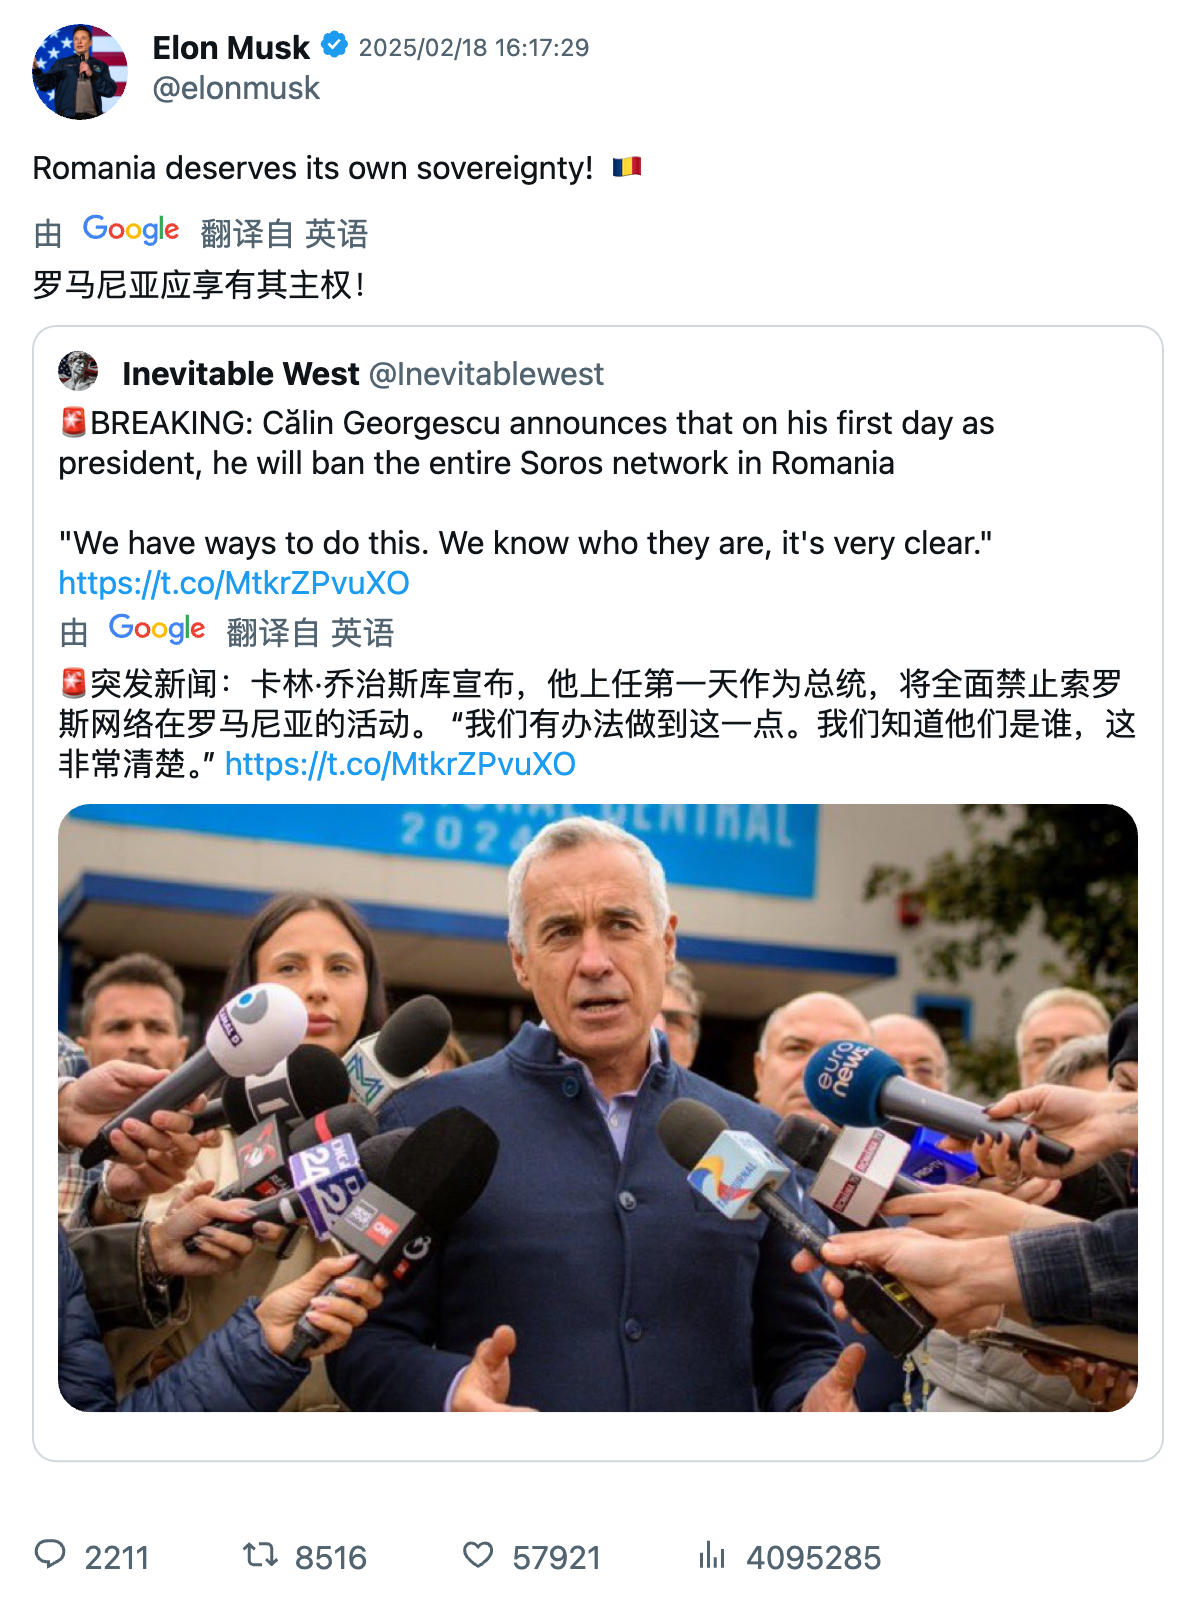 Elon Musk 2025/02/18 16:17:29
@elonmusk
Romania deserves its own sovereignty! 🇷🇴
由 Google 翻译自 英语
罗马尼亚应享有其主权！
Inevitable West @Inevitablewest
🚨BREAKING: Călin Georgescu announces that on his first day as
president, he will ban the entire Soros network in Romania
"We have ways to do this. We know who they are, it's very clear."
https://t.co/MtkrZPvuXO
由 Google 翻译自 英语
🚨突发新闻：卡林·乔治斯库宣布，他上任第一天作为总统，将全面禁止索罗
斯网络在罗马尼亚的活动。 “我们有办法做到这一点。我们知道他们是谁，这
非常清楚。” https://t.co/MtkrZPvuXO
2024
euro
news
2211 8516 57921 4095285